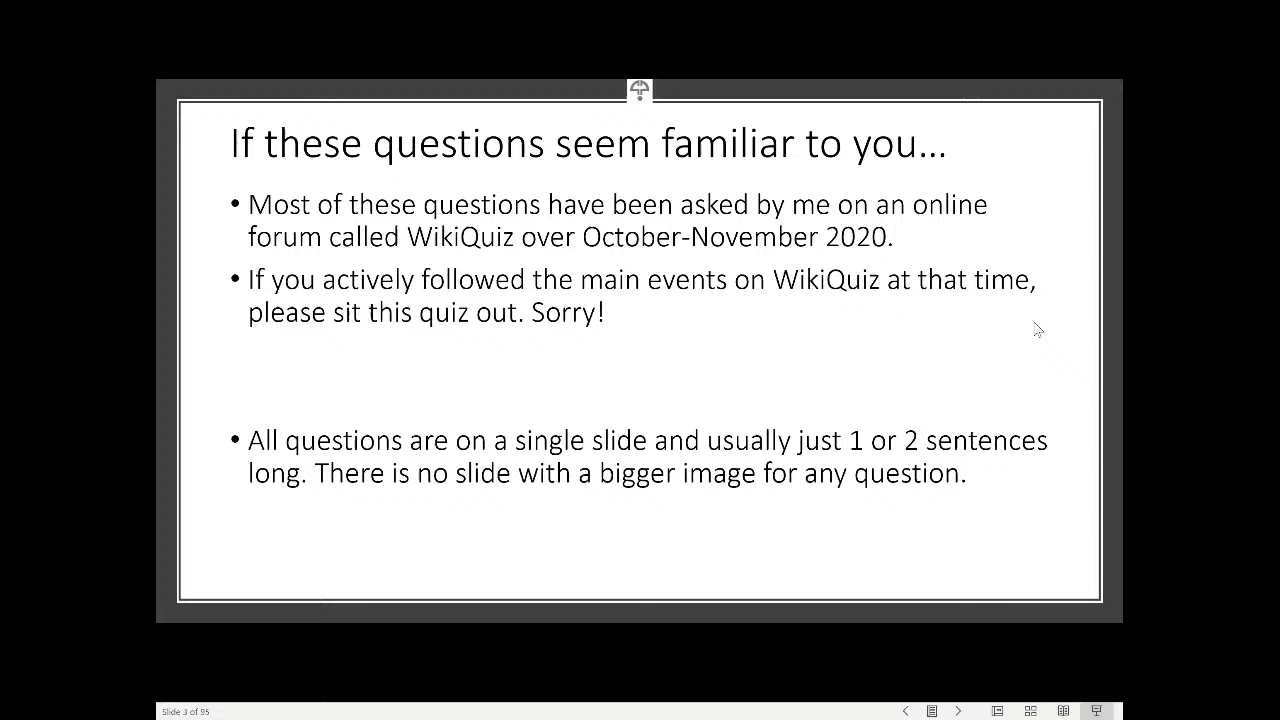 If these questions seem familiar to you...
• Most of these questions have been asked by me on an online
forum called WikiQuiz over October-November 2020.
• If you actively followed the main events on WikiQuiz at that time,
please sit this quiz out. Sorry!
• All questions are on a single slide and usually just 1 or 2 sentences
long. There is no slide with a bigger image for any question.
Slide 3 of 95